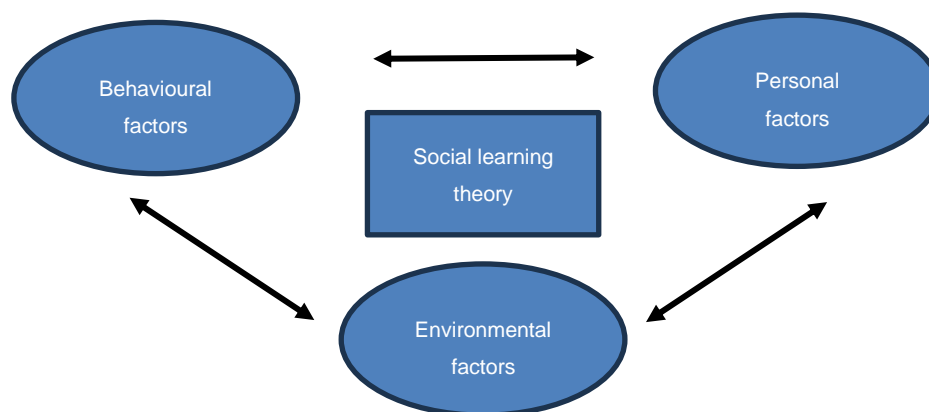 Behavioural
factors
Personal
factors
Social learning
theory
Environmental
factors